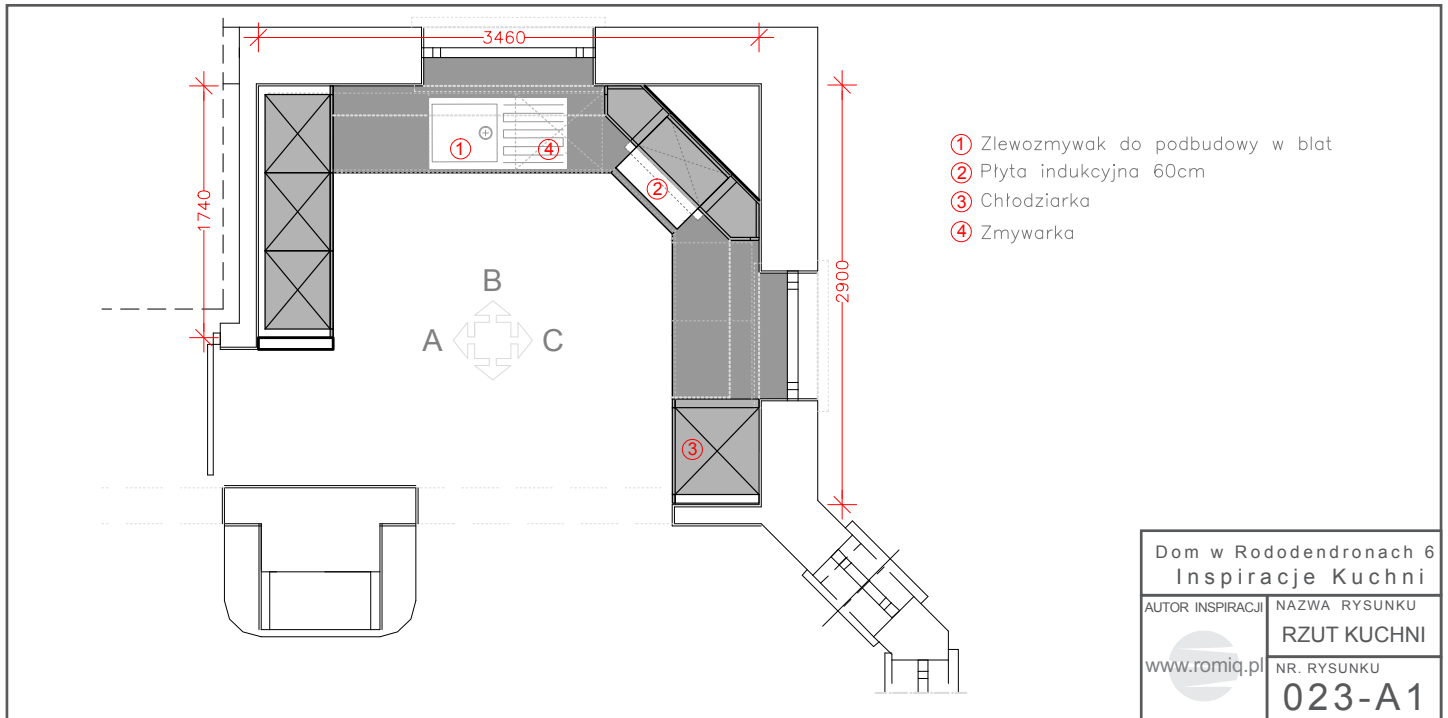 3460
1740
2900
1
4
2
3
B
A
C
1 Zlewozmywak do podbudowy w blat
2 Płyta indukcyjna 60cm
3 Chłodziarka
4 Zmywarka
Dom w Rododendronach 6
Inspiracje Kuchni
AUTOR INSPIRACJI
www.romiq.pl
NAZWA RYSUNKU
RZUT KUCHNI
NR. RYSUNKU
023-A1